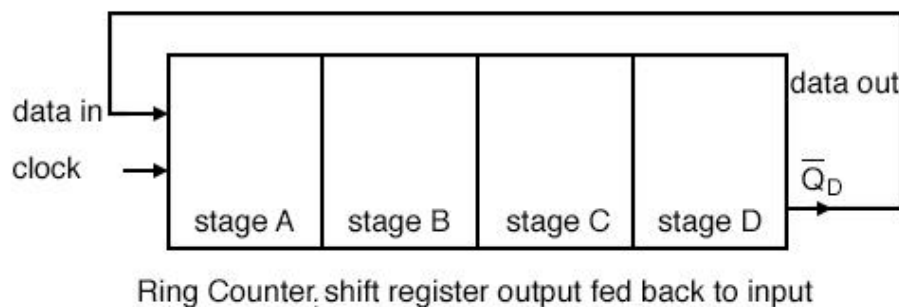 data in
data out
clock
Q̅D
stage A
stage B
stage C
stage D
Ring Counter, shift register output fed back to input